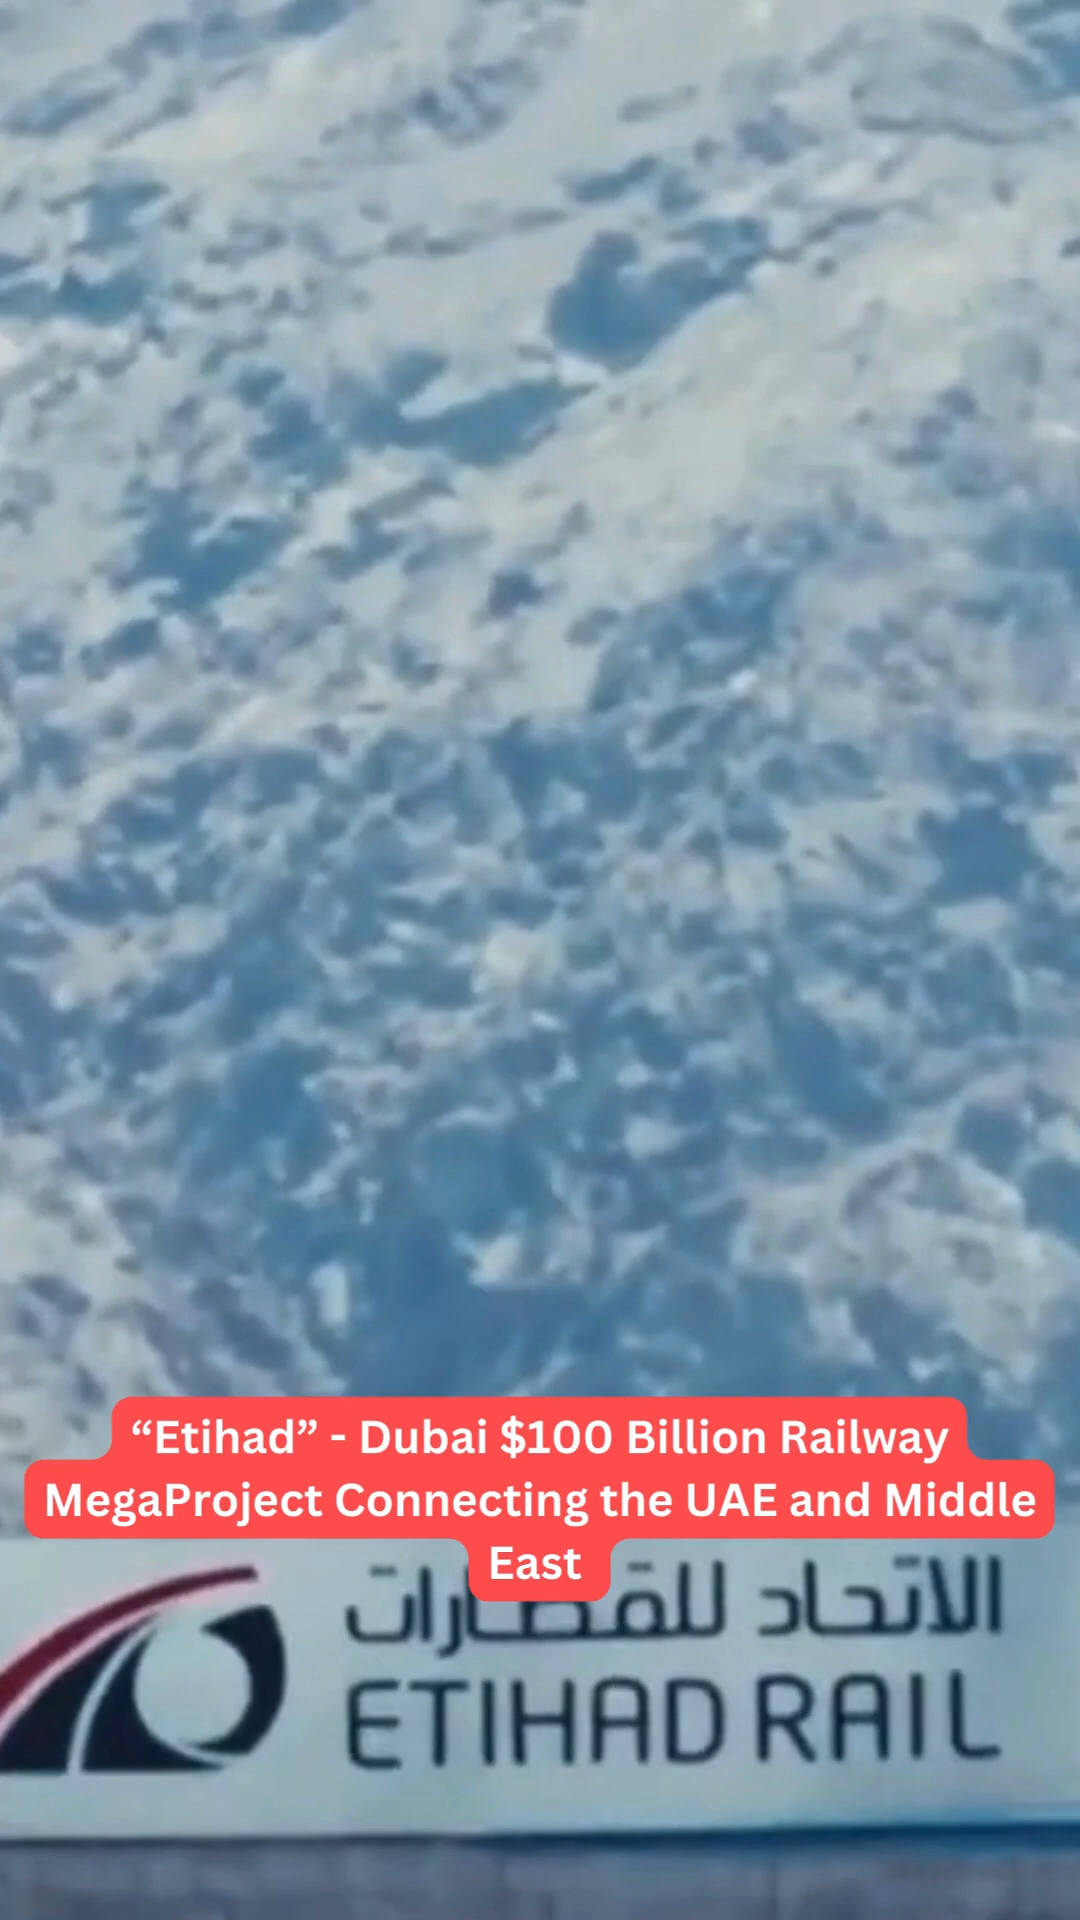 “Etihad” - Dubai $100 Billion Railway
MegaProject Connecting the UAE and Middle
East
الاتحاد للقطارات
ETIHAD RAIL